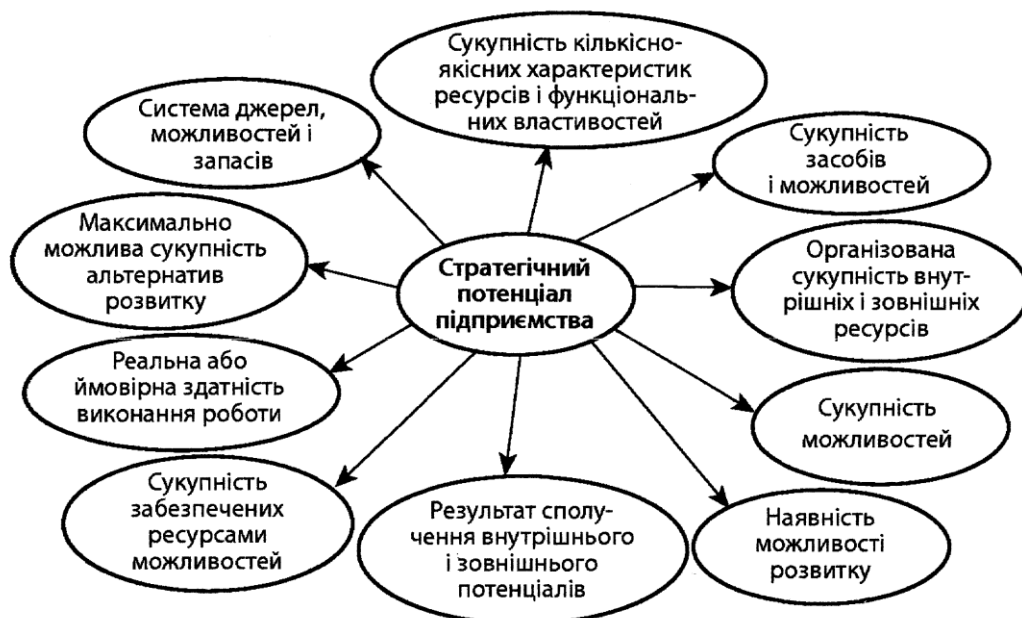 Сукупність кількісно-
якісних характеристик
ресурсів і функціональ-
них властивостей
Система джерел,
можливостей і
запасів
Сукупність
засобів
і можливостей
Максимально
можлива сукупність
альтернатив
розвитку
Стратегічний
потенціал
підприємства
Організована
сукупність внут-
рішніх і зовнішніх
ресурсів
Реальна або
ймовірна здатність
виконання роботи
Сукупність
можливостей
Сукупність
забезпечених
ресурсами
можливостей
Результат сполу-
чення внутрішнього
і зовнішнього
потенціалів
Наявність
можливості
розвитку